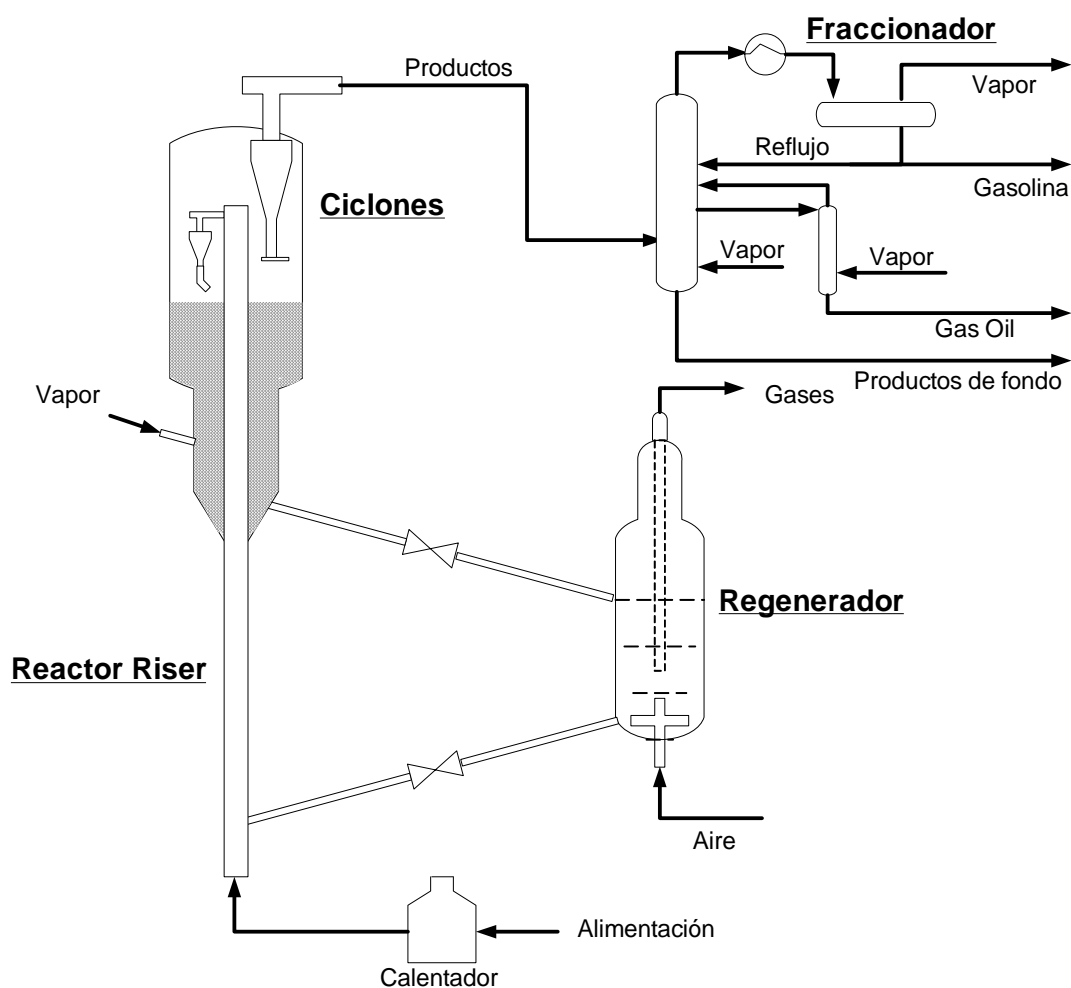 Fraccionador
Productos
Vapor
Reflujo
Gasolina
Ciclones
Vapor
Vapor
Gas Oil
Productos de fondo
Vapor
Gases
Regenerador
Reactor Riser
Aire
Alimentación
Calentador